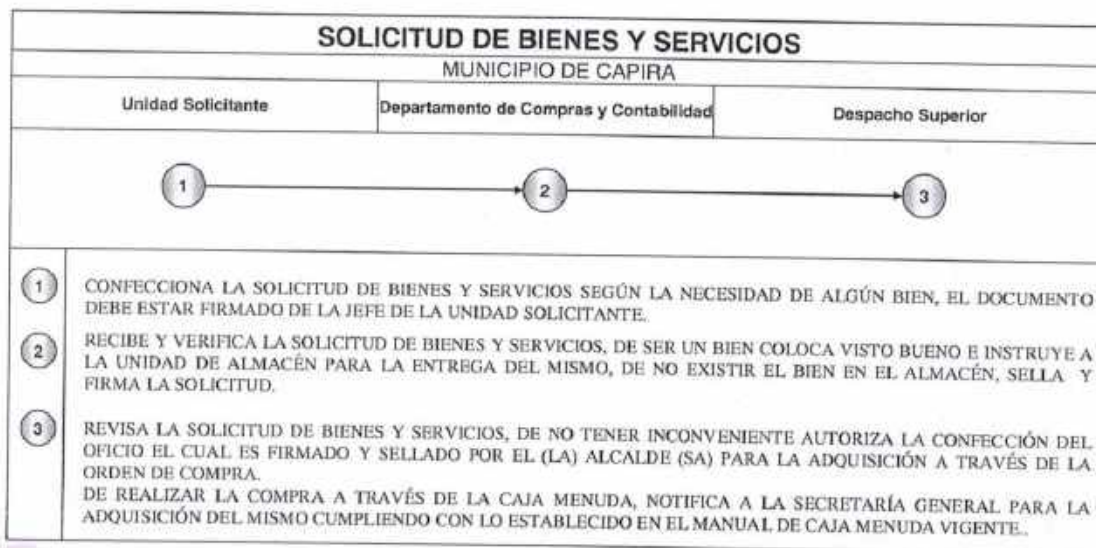 SOLICITUD DE BIENES Y SERVICIOS
MUNICIPIO DE CAPIRA
Unidad Solicitante
Departamento de Compras y Contabilidad
Despacho Superior
1
2
3
1
CONFECCIONA LA SOLICITUD DE BIENES Y SERVICIOS SEGÚN LA NECESIDAD DE ALGÚN BIEN, EL DOCUMENTO
DEBE ESTAR FIRMADO DE LA JEFE DE LA UNIDAD SOLICITANTE.
2
RECIBE Y VERIFICA LA SOLICITUD DE BIENES Y SERVICIOS, DE SER UN BIEN COLOCA VISTO BUENO E INSTRUYE A
LA UNIDAD DE ALMACÉN PARA LA ENTREGA DEL MISMO, DE NO EXISTIR EL BIEN EN EL ALMACÉN, SELLA Y
FIRMA LA SOLICITUD.
3
REVISA LA SOLICITUD DE BIENES Y SERVICIOS, DE NO TENER INCONVENIENTE AUTORIZA LA CONFECCIÓN DEL
OFICIO EL CUAL ES FIRMADO Y SELLADO POR EL (LA) ALCALDE (SA) PARA LA ADQUISICIÓN A TRAVÉS DE LA
ORDEN DE COMPRA.
DE REALIZAR LA COMPRA A TRAVÉS DE LA CAJA MENUDA, NOTIFICA A LA SECRETARÍA GENERAL PARA LA
ADQUISICIÓN DEL MISMO CUMPLIENDO CON LO ESTABLECIDO EN EL MANUAL DE CAJA MENUDA VIGENTE..